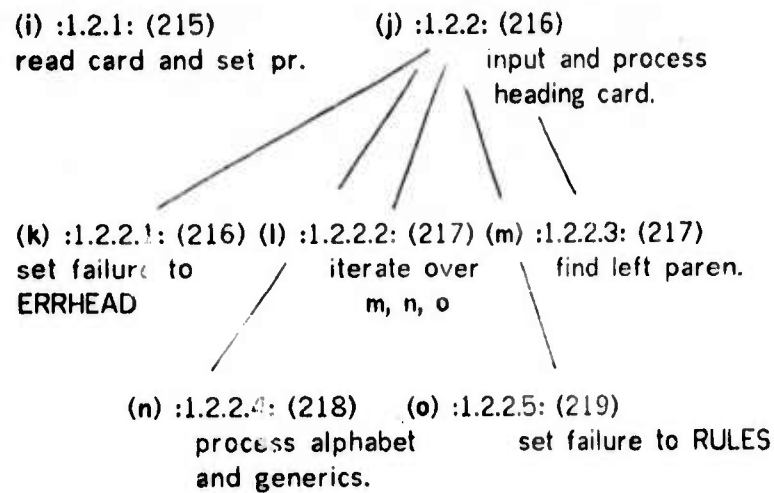 (i) :1.2.1: (215) (j) :1.2.2: (216)
read card and set pr. input and process
heading card.
(k) :1.2.2.1: (216) (l) :1.2.2.2: (217) (m) :1.2.2.3: (217)
set failure to iterate over find left paren.
ERRHEAD m, n, o
(n) :1.2.2.4: (218) (o) :1.2.2.5: (219)
process alphabet set failure to RULES
and generics.